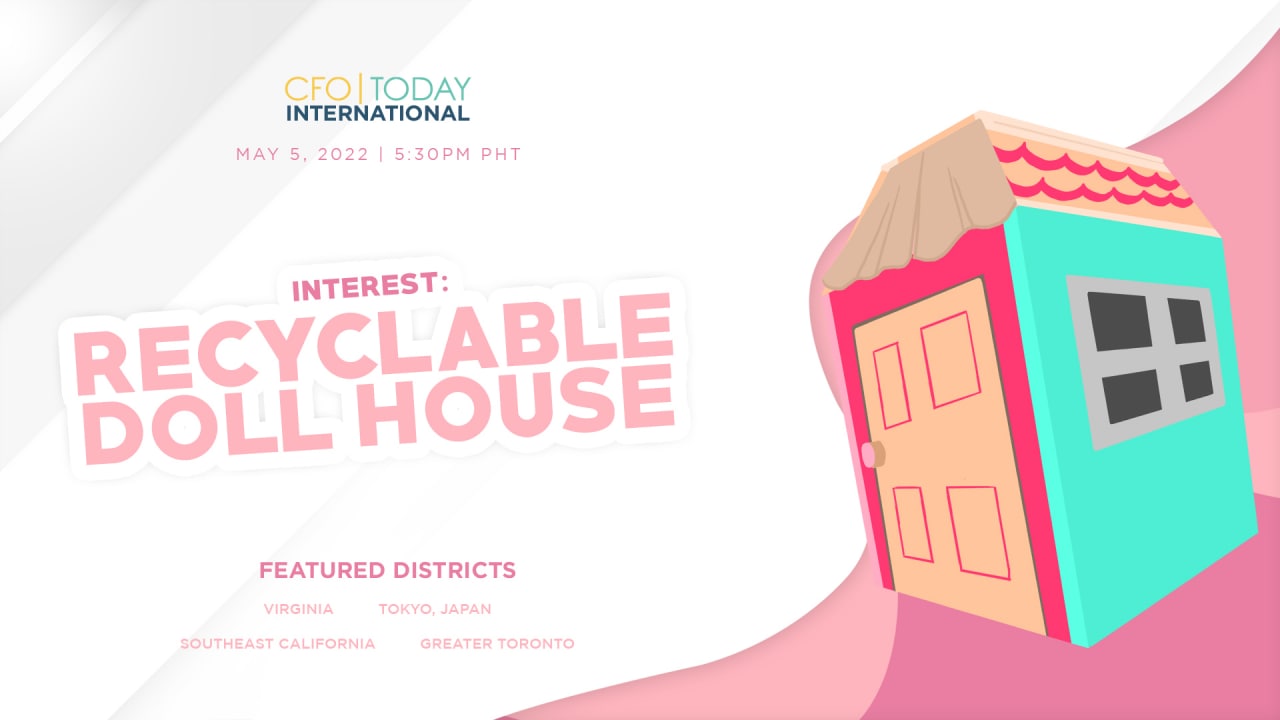 CFO|TODAY
INTERNATIONAL
MAY 5, 2022 | 5:30PM PHT
INTEREST:
RECYCLABLE
DOLL HOUSE
FEATURED DISTRICTS
VIRGINIA TOKYO, JAPAN
SOUTHEAST CALIFORNIA GREATER TORONTO